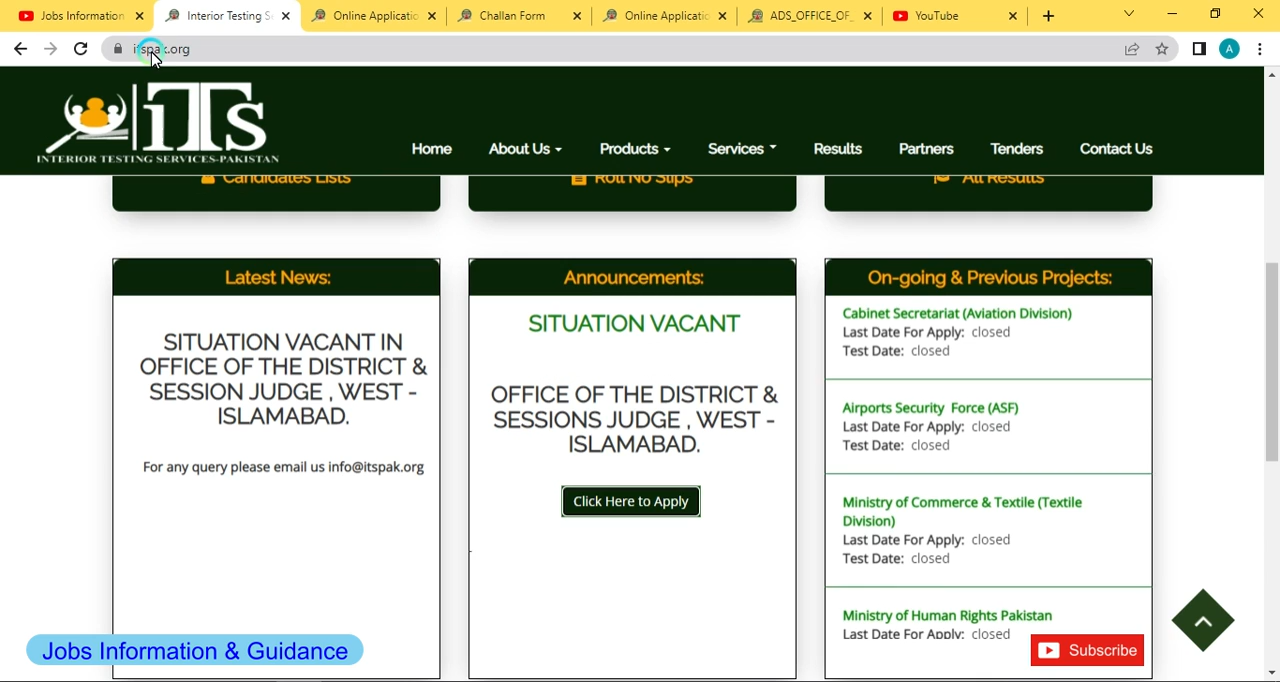 Jobs Information
Interior Testing S
Online Applicatic
Challan Form
Online Applicatic
ADS_OFFICE_OF_
YouTube
itspak.org
A
iTs
INTERIOR TESTING SERVICES-PAKISTAN
Home
About Us
Products
Services
Results
Partners
Tenders
Contact Us
Candidates Lists
Roll No Slips
All Results
Latest News:
SITUATION VACANT IN
OFFICE OF THE DISTRICT &
SESSION JUDGE , WEST -
ISLAMABAD.
For any query please email us info@itspak.org
Announcements:
SITUATION VACANT
OFFICE OF THE DISTRICT &
SESSIONS JUDGE , WEST -
ISLAMABAD.
Click Here to Apply
On-going & Previous Projects:
Cabinet Secretariat (Aviation Division)
Last Date For Apply: closed
Test Date: closed
Airports Security Force (ASF)
Last Date For Apply: closed
Test Date: closed
Ministry of Commerce & Textile (Textile
Division)
Last Date For Apply: closed
Test Date: closed
Ministry of Human Rights Pakistan
Last Date For Apply: closed
Jobs Information & Guidance
Subscribe